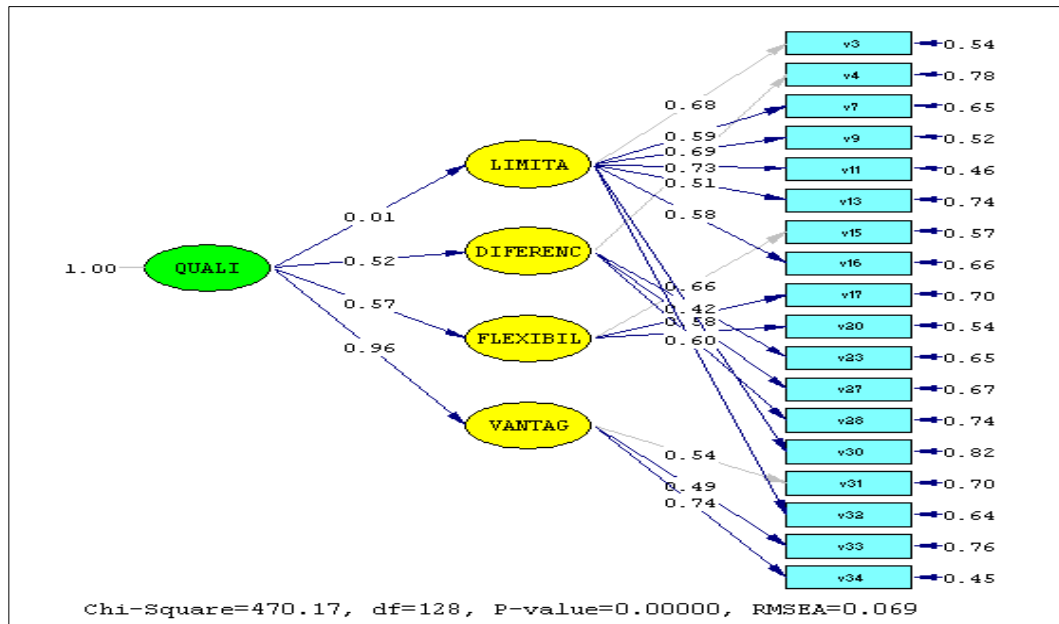 v3 0.54
v4 0.78
0.68
v7 0.65
0.59
v9 0.52
0.69
LIMITA
0.73
v11 0.46
0.51
v13 0.74
0.01
0.58
v15 0.57
DIFERENC
0.52
1.00
QUALI
v16 0.66
0.66
v17 0.70
0.57
0.42
0.58
v20 0.54
FLEXIBIL
0.60
0.96
v23 0.65
v27 0.67
VANTAG
v28 0.74
v30 0.82
0.54
v31 0.70
0.49
0.74
v32 0.64
v33 0.76
v34 0.45
Chi-Square=470.17, df=128, P-value=0.00000, RMSEA=0.069